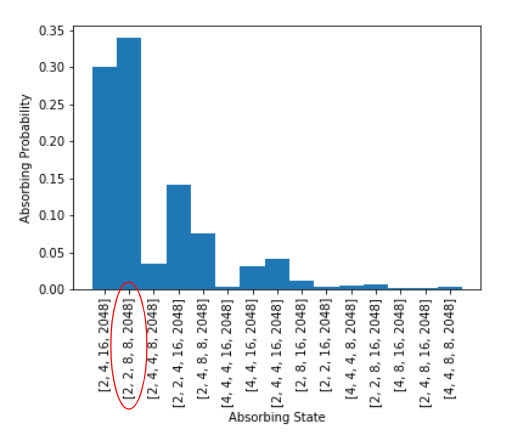 Absorbing Probability
0.35
0.30
0.25
0.20
0.15
0.10
0.05
0.00
[2, 4, 16, 2048]
[2, 2, 8, 8, 2048]
[2, 4, 4, 8, 2048]
[2, 2, 4, 16, 2048]
[2, 4, 8, 8, 2048]
[4, 4, 4, 16, 2048]
[4, 4, 16, 2048]
[2, 4, 4, 16, 2048]
[2, 8, 16, 2048]
[2, 2, 16, 2048]
[4, 4, 4, 8, 2048]
[2, 2, 8, 16, 2048]
[4, 8, 16, 2048]
[2, 4, 8, 16, 2048]
[4, 4, 8, 8, 2048]
Absorbing State